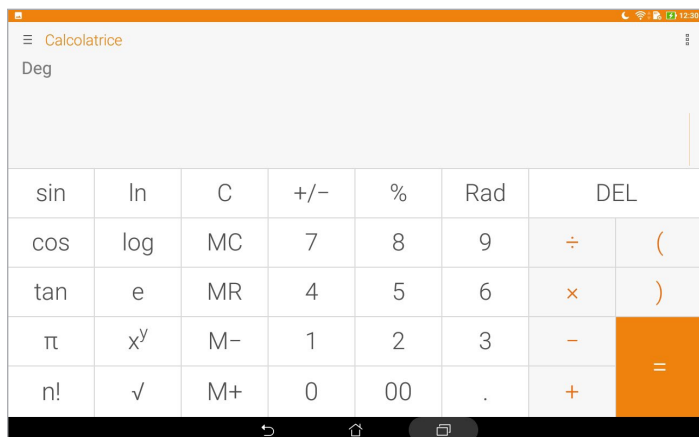 12:30
Calcolatrice
Deg
sin ln C +/− % Rad DEL
cos log MC 7 8 9 ÷ (
tan e MR 4 5 6 × )
π xʸ M− 1 2 3 − =
n! √ M+ 0 00 . +